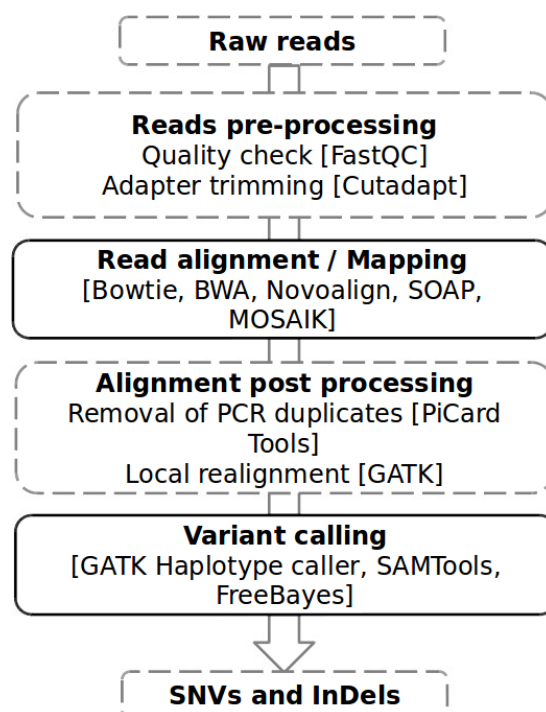 Raw reads
Reads pre-processing
Quality check [FastQC]
Adapter trimming [Cutadapt]
Read alignment / Mapping
[Bowtie, BWA, Novoalign, SOAP,
MOSAIK]
Alignment post processing
Removal of PCR duplicates [PiCard
Tools]
Local realignment [GATK]
Variant calling
[GATK Haplotype caller, SAMTools,
FreeBayes]
SNVs and InDels